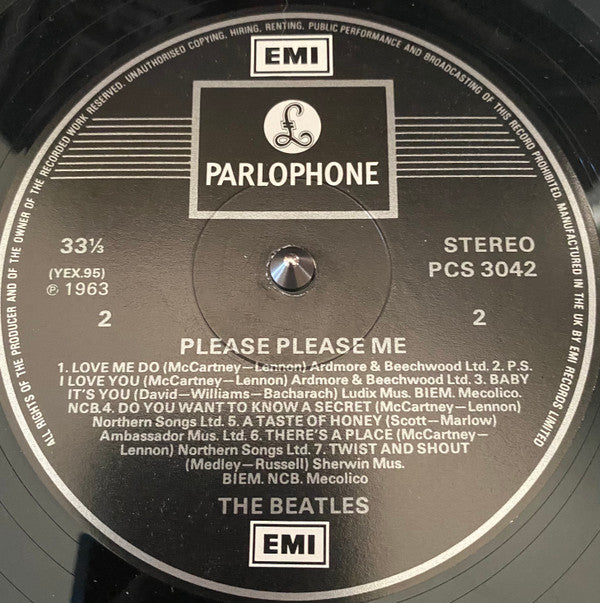 EMI
ALL RIGHTS OF THE PRODUCER AND OF THE OWNER OF THE RECORDED WORK RESERVED. UNAUTHORISED COPYING, HIRING, RENTING, PUBLIC PERFORMANCE AND BROADCASTING OF THIS RECORD PROHIBITED. MANUFACTURED IN THE UK BY EMI RECORDS LIMITED
£
PARLOPHONE
33⅓
STEREO
(YEX.95)
PCS 3042
℗ 1963
2
2
PLEASE PLEASE ME
1. LOVE ME DO (McCartney—Lennon) Ardmore & Beechwood Ltd. 2. P.S.
I LOVE YOU (McCartney—Lennon) Ardmore & Beechwood Ltd. 3. BABY
IT'S YOU (David—Williams—Bacharach) Ludix Mus. BIEM. Mecolico.
NCB.4. DO YOU WANT TO KNOW A SECRET (McCartney—Lennon)
Northern Songs Ltd. 5. A TASTE OF HONEY (Scott—Marlow)
Ambassador Mus. Ltd. 6. THERE'S A PLACE (McCartney—
Lennon) Northern Songs Ltd. 7. TWIST AND SHOUT
(Medley—Russell) Sherwin Mus.
BIEM. NCB. Mecolico
THE BEATLES
EMI